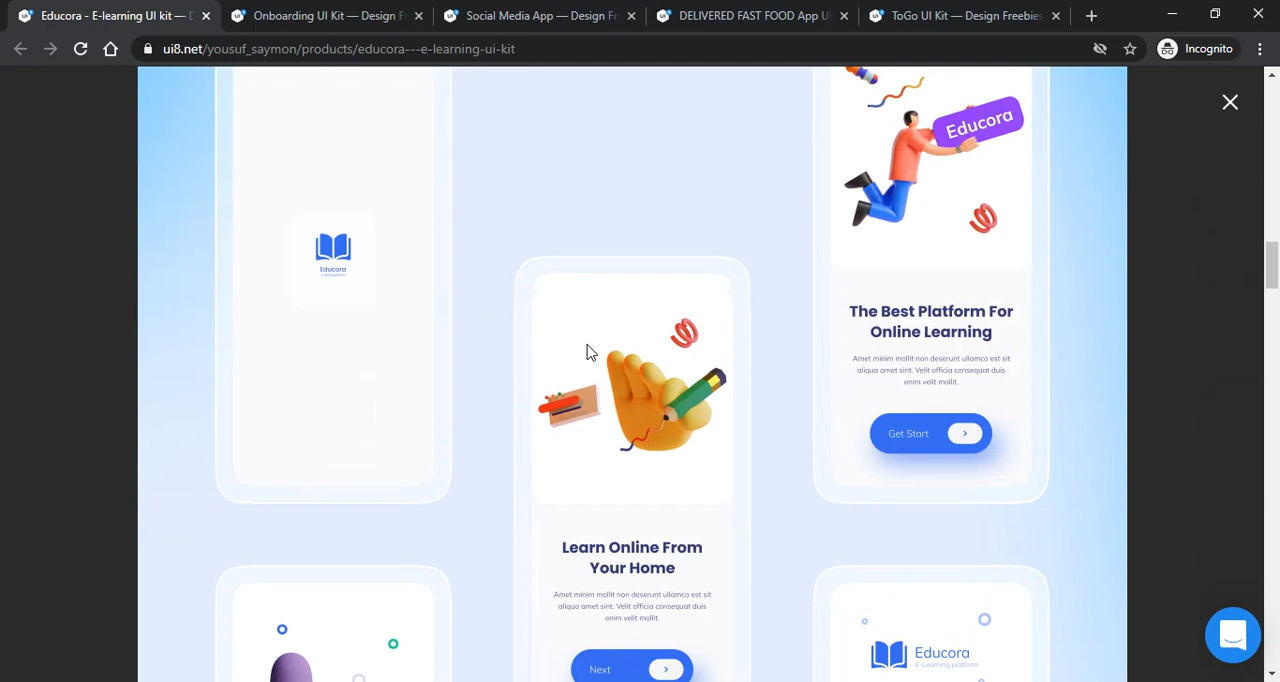 Educora - E-learning UI kit — D
Onboarding UI Kit — Design F
Social Media App — Design Fr
DELIVERED FAST FOOD App U
ToGo UI Kit — Design Freebies
ui8.net/yousuf_saymon/products/educora---e-learning-ui-kit
Incognito
Educora
Educora
The Best Platform For
Online Learning
Amet minim mollit non deserunt ullamco est sit
aliqua amet sint. Velit officia consequat duis
enim velit mollit.
Get Start
Learn Online From
Your Home
Amet minim mollit non deserunt ullamco est sit
aliqua amet sint. Velit officia consequat duis
enim velit mollit.
Next
Educora
E-Learning platform